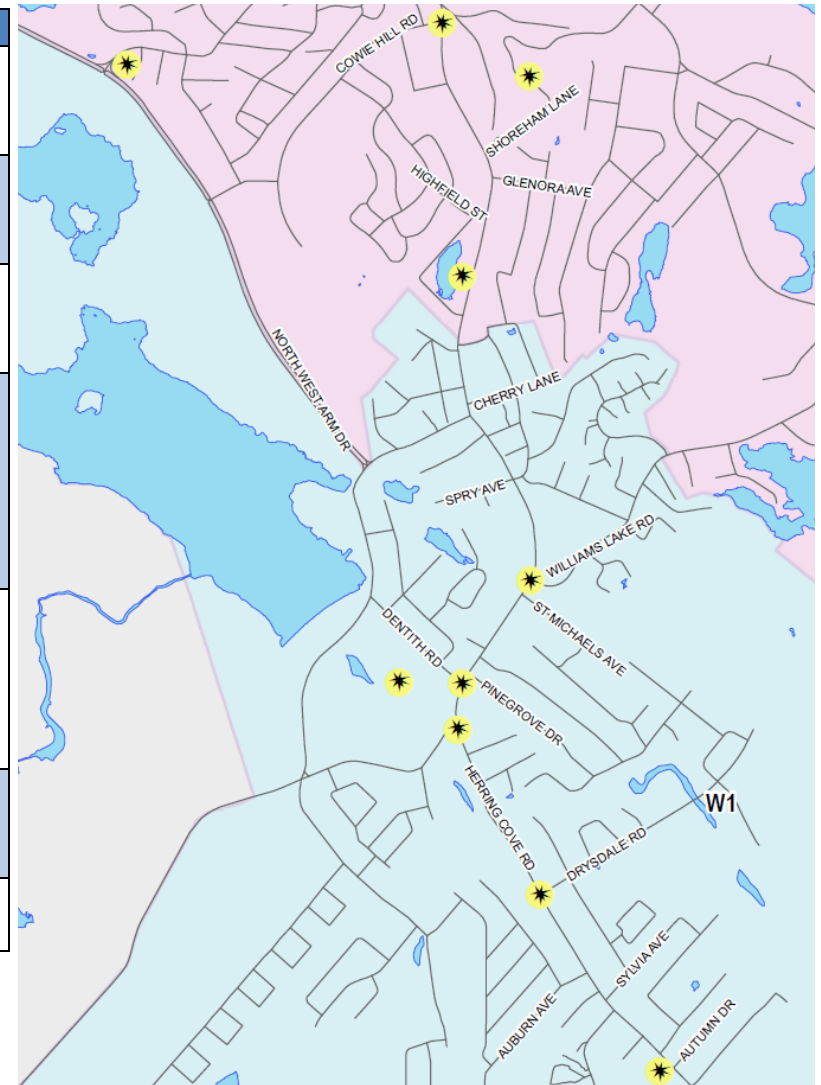 COWIE HILL RD
SHOREHAM LANE
HIGHFIELD ST
GLENORA AVE
NORTH WEST ARM DR
CHERRY LANE
SPRY AVE
WILLIAMS LAKE RD
ST MICHAELS AVE
DENTITH RD
PINEGROVE DR
HERRING COVE RD
W1
DRYSDALE RD
SYLVIA AVE
AUBURN AVE
AUTUMN DR